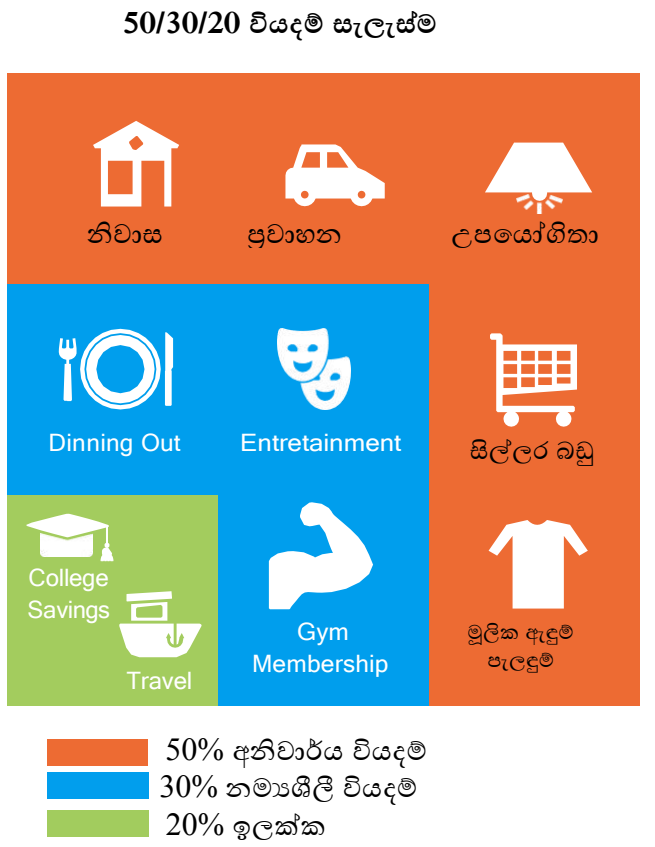 50/30/20 වියදම් සැලැස්ම
නිවාස
ප්‍රවාහන
උපයෝගිතා
Dinning Out
Entretainment
සිල්ලර බඩු
College
Savings
Travel
Gym
Membership
මූලික ඇඳුම්
පැලඳුම්
50% අනිවාර්ය වියදම්
30% නම්‍යශීලී වියදම්
20% ඉලක්ක